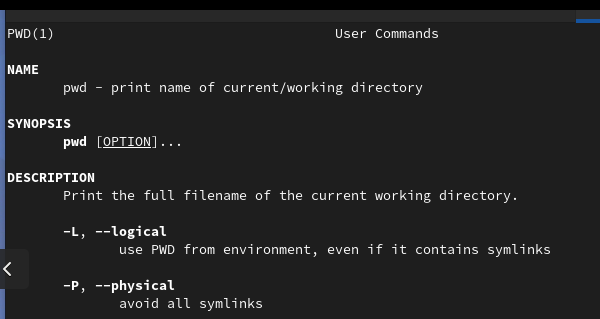 PWD(1) User Commands
NAME
pwd - print name of current/working directory
SYNOPSIS
pwd [OPTION]...
DESCRIPTION
Print the full filename of the current working directory.
-L, --logical
use PWD from environment, even if it contains symlinks
-P, --physical
avoid all symlinks